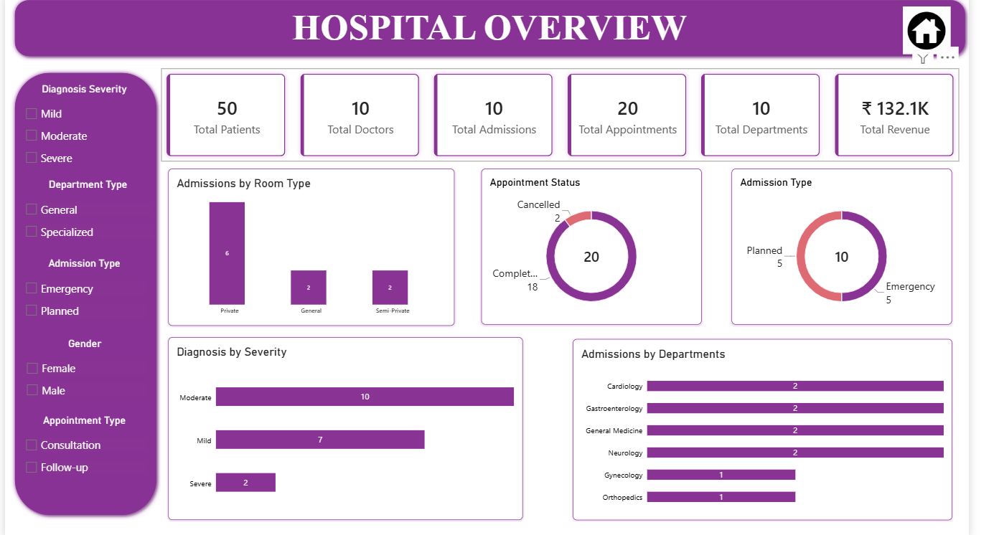 HOSPITAL OVERVIEW
Diagnosis Severity
Mild
Moderate
Severe
Department Type
General
Specialized
Admission Type
Emergency
Planned
Gender
Female
Male
Appointment Type
Consultation
Follow-up
50
Total Patients
10
Total Doctors
10
Total Admissions
20
Total Appointments
10
Total Departments
₹ 132.1K
Total Revenue
Admissions by Room Type
6
2
2
Private
General
Semi-Private
Appointment Status
Cancelled
2
20
Complet...
18
Admission Type
Planned
5
10
Emergency
5
Diagnosis by Severity
Moderate 10
Mild 7
Severe 2
Admissions by Departments
Cardiology 2
Gastroenterology 2
General Medicine 2
Neurology 2
Gynecology 1
Orthopedics 1